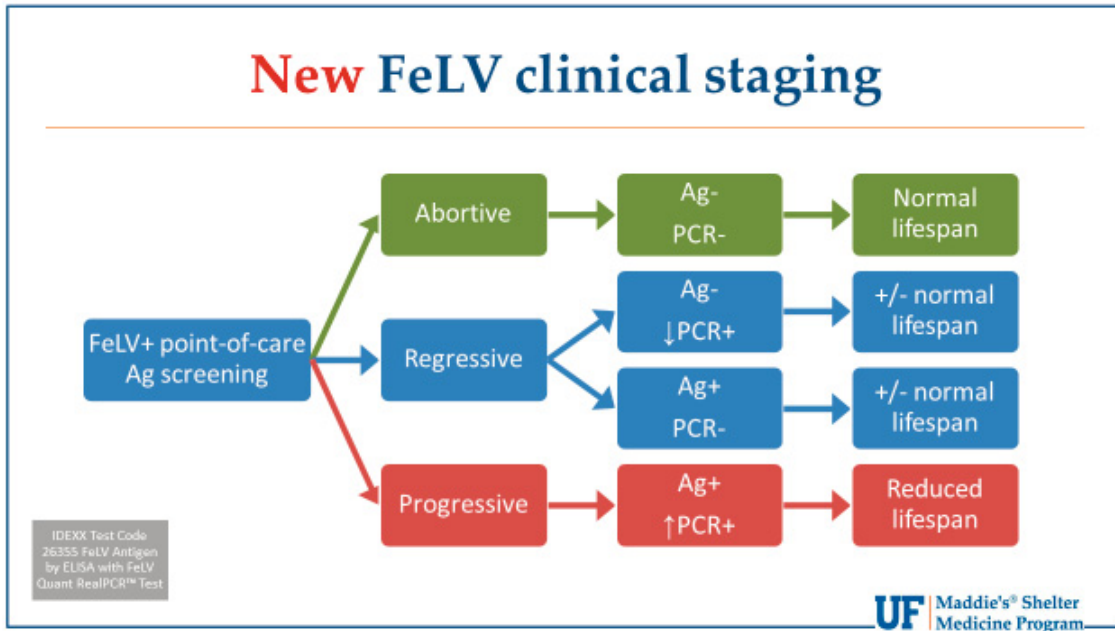 New FeLV clinical staging
FeLV+ point-of-care
Ag screening
Abortive
Ag-
PCR-
Normal
lifespan
Regressive
Ag-
↓PCR+
+/- normal
lifespan
Ag+
PCR-
+/- normal
lifespan
Progressive
Ag+
↑PCR+
Reduced
lifespan
IDEXX Test Code
26355 FeLV Antigen
by ELISA with FeLV
Quant RealPCR™ Test
UF
Maddie's® Shelter
Medicine Program